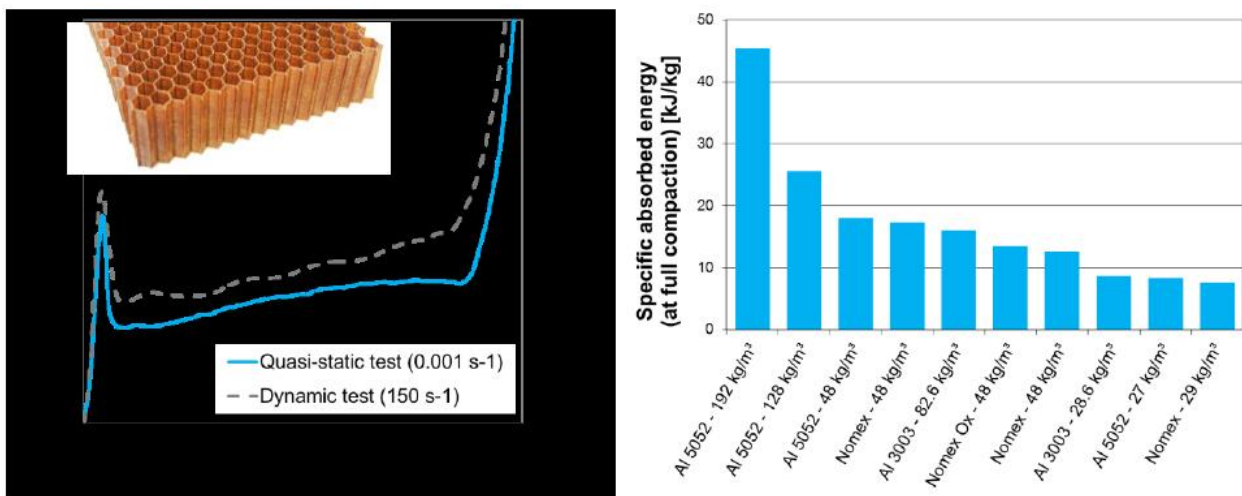 Quasi-static test (0.001 s-1)
Dynamic test (150 s-1)
Specific absorbed energy
(at full compaction) [kJ/kg]
50
40
30
20
10
0
Al 5052 - 192 kg/m³
Al 5052 - 128 kg/m³
Al 5052 - 48 kg/m³
Nomex - 48 kg/m³
Al 3003 - 82.6 kg/m³
Nomex Ox - 48 kg/m³
Nomex - 48 kg/m³
Al 3003 - 28.6 kg/m³
Al 5052 - 27 kg/m³
Nomex - 29 kg/m³